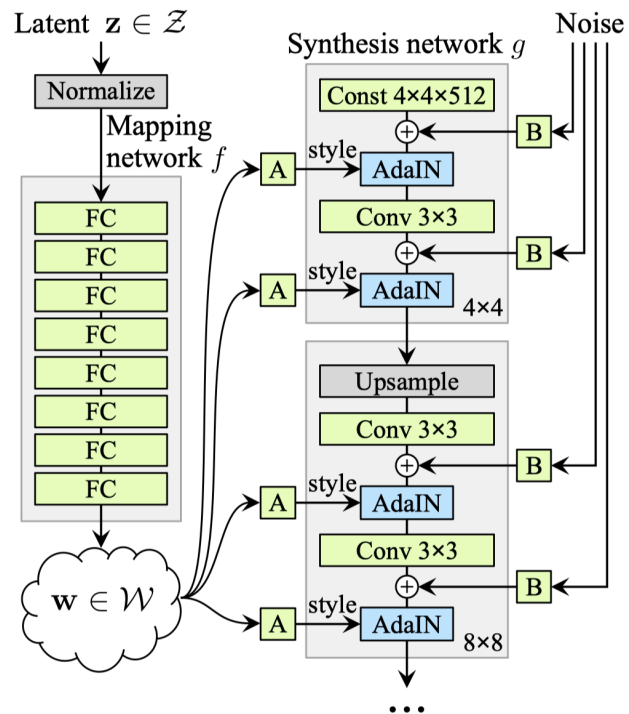 Latent z ∈ 𝒵
Normalize
Mapping
network f
FC
FC
FC
FC
FC
FC
FC
FC
w ∈ 𝒲
Synthesis network g
Noise
Const 4×4×512
+
B
A
style
AdaIN
Conv 3×3
+
B
A
style
AdaIN
4×4
Upsample
Conv 3×3
+
B
A
style
AdaIN
Conv 3×3
+
B
A
style
AdaIN
8×8
...